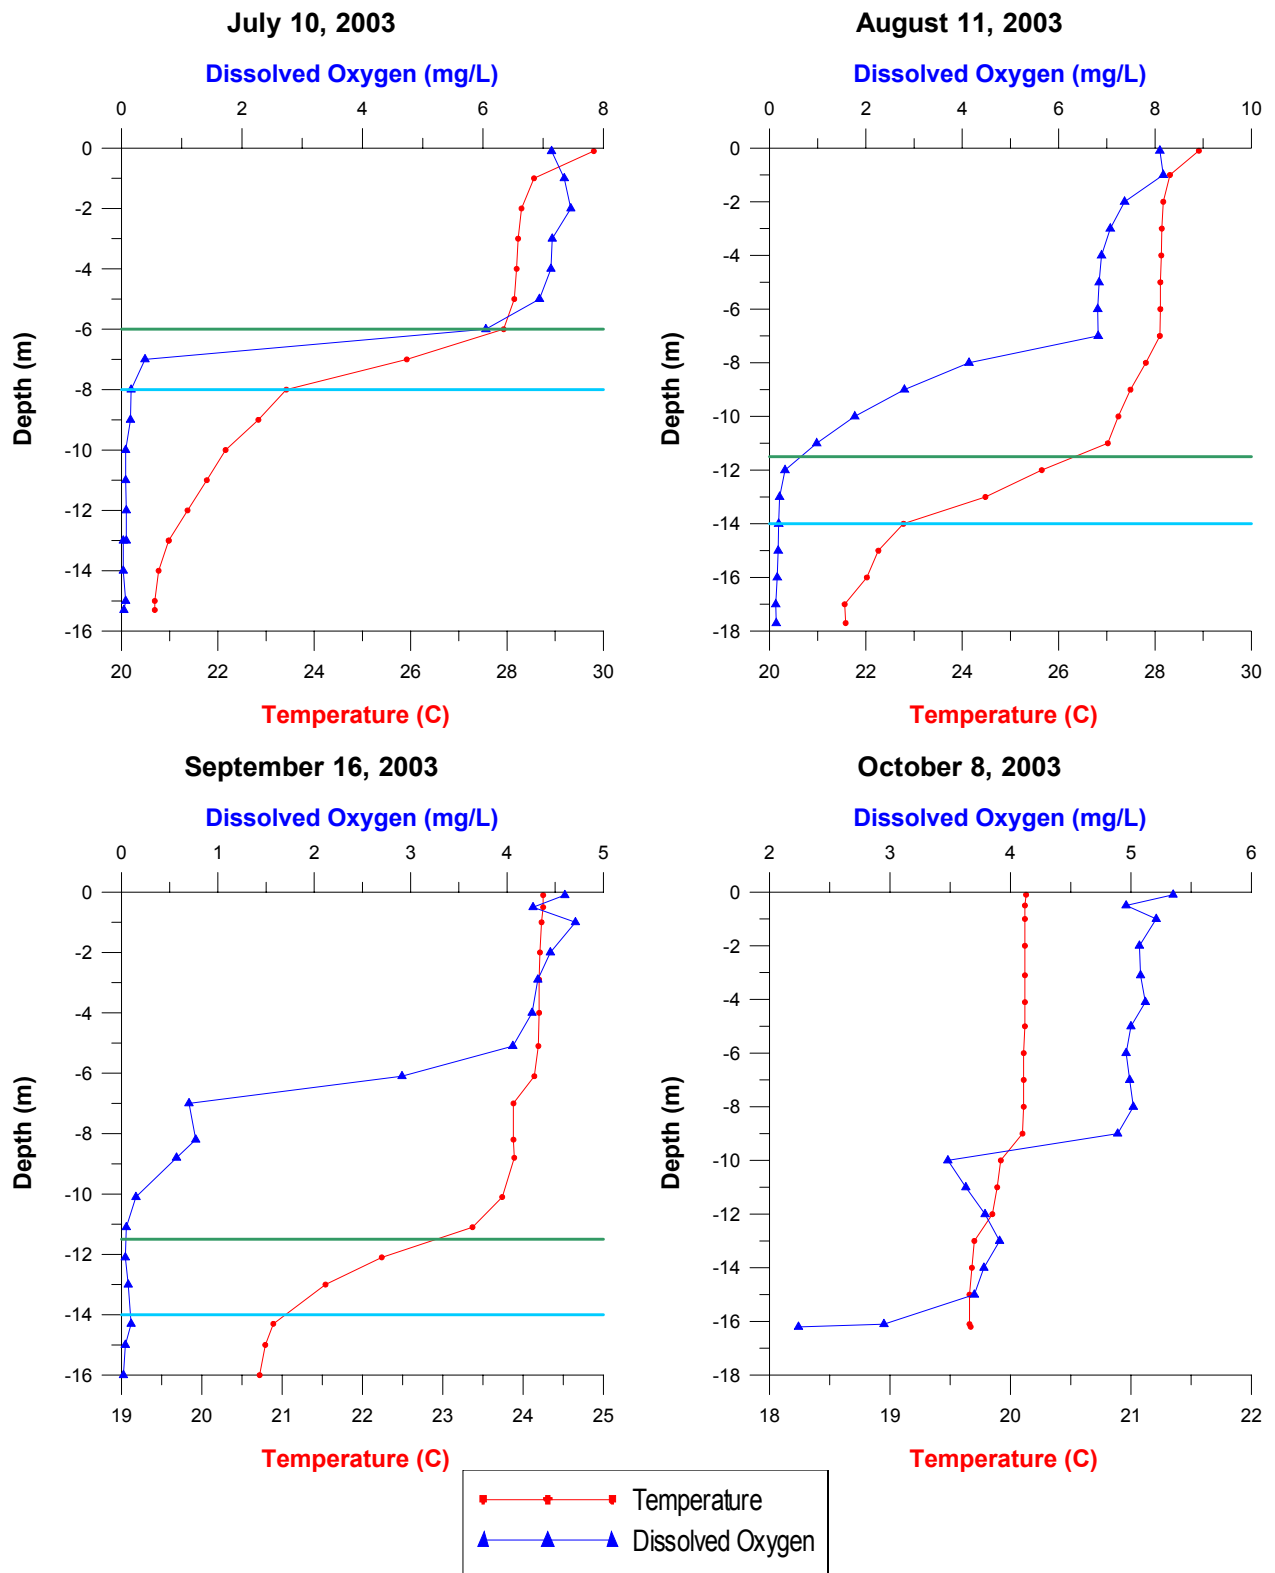 July 10, 2003
Dissolved Oxygen (mg/L)
0 2 4 6 8
0
-2
-4
-6
-8
-10
-12
-14
-16
Depth (m)
20 22 24 26 28 30
Temperature (C)
August 11, 2003
Dissolved Oxygen (mg/L)
0 2 4 6 8 10
0
-2
-4
-6
-8
-10
-12
-14
-16
-18
Depth (m)
20 22 24 26 28 30
Temperature (C)
September 16, 2003
Dissolved Oxygen (mg/L)
0 1 2 3 4 5
0
-2
-4
-6
-8
-10
-12
-14
-16
Depth (m)
19 20 21 22 23 24 25
Temperature (C)
October 8, 2003
Dissolved Oxygen (mg/L)
2 3 4 5 6
0
-2
-4
-6
-8
-10
-12
-14
-16
-18
Depth (m)
18 19 20 21 22
Temperature (C)
Temperature
Dissolved Oxygen